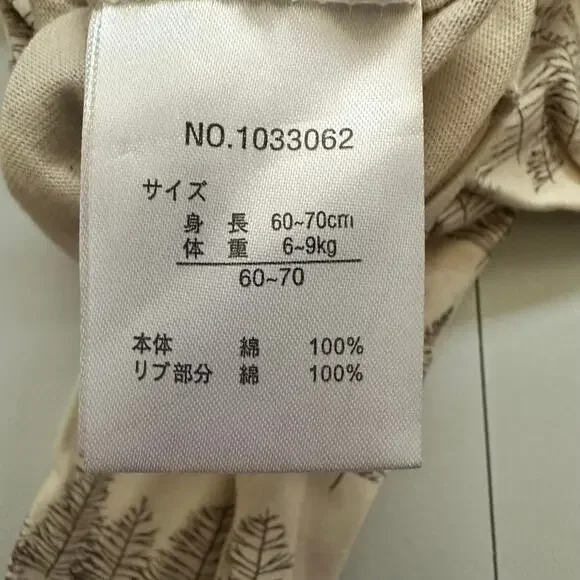 NO.1033062
サイズ
身長 60~70cm
体重 6~9kg
60~70
本体 綿 100%
リブ部分 綿 100%